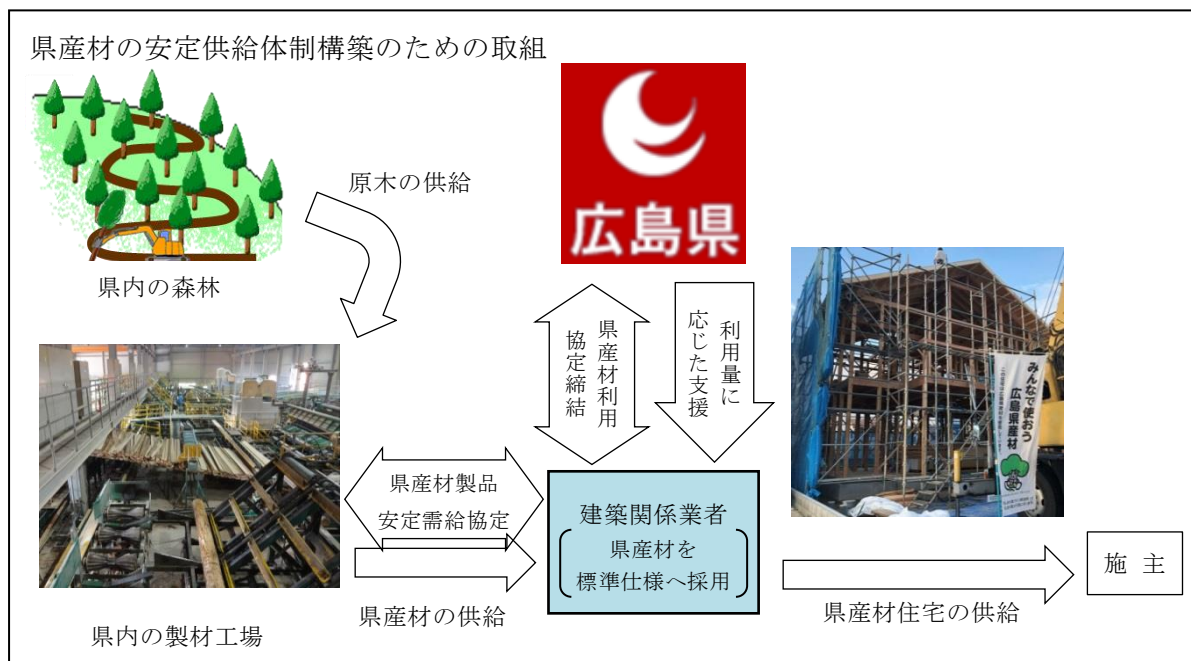 県産材の安定供給体制構築のための取組
原木の供給
広島県
県内の森林
県産材利用
協定締結
利用量に
応じた支援
みんなで使おう
広島県産材
県産材製品
安定需給協定
建築関係業者
県産材を
標準仕様へ採用
施主
県産材の供給
県産材住宅の供給
県内の製材工場